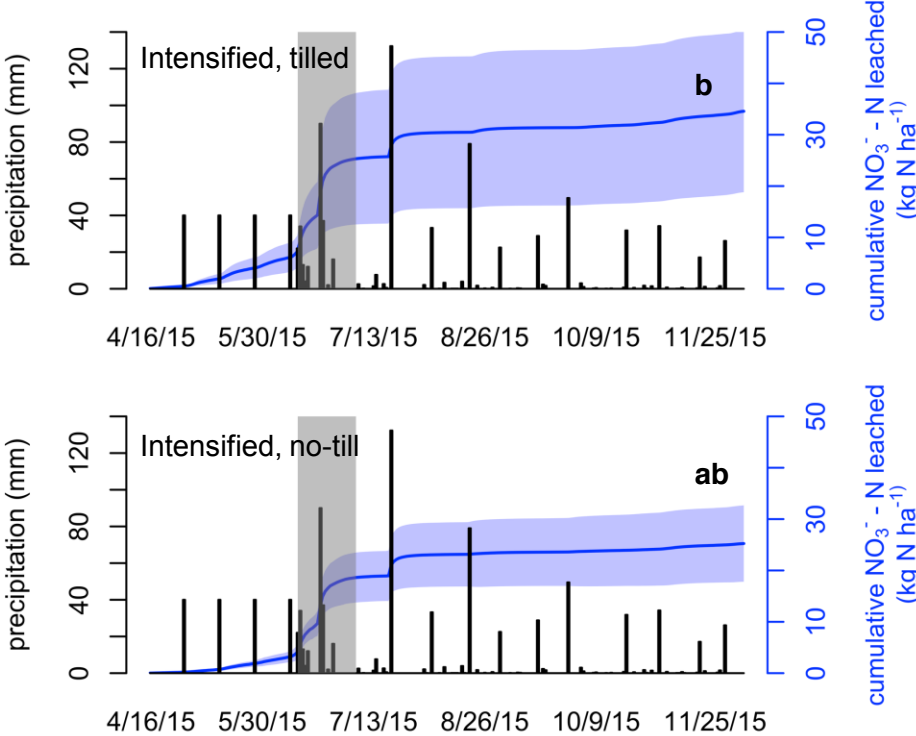 Intensified, tilled
b
precipitation (mm)
0 40 80 120
0 10 30 50
cumulative NO₃⁻ - N leached
(kg N ha⁻¹)
4/16/15 5/30/15 7/13/15 8/26/15 10/9/15 11/25/15
Intensified, no-till
ab
precipitation (mm)
0 40 80 120
0 10 30 50
cumulative NO₃⁻ - N leached
(kg N ha⁻¹)
4/16/15 5/30/15 7/13/15 8/26/15 10/9/15 11/25/15